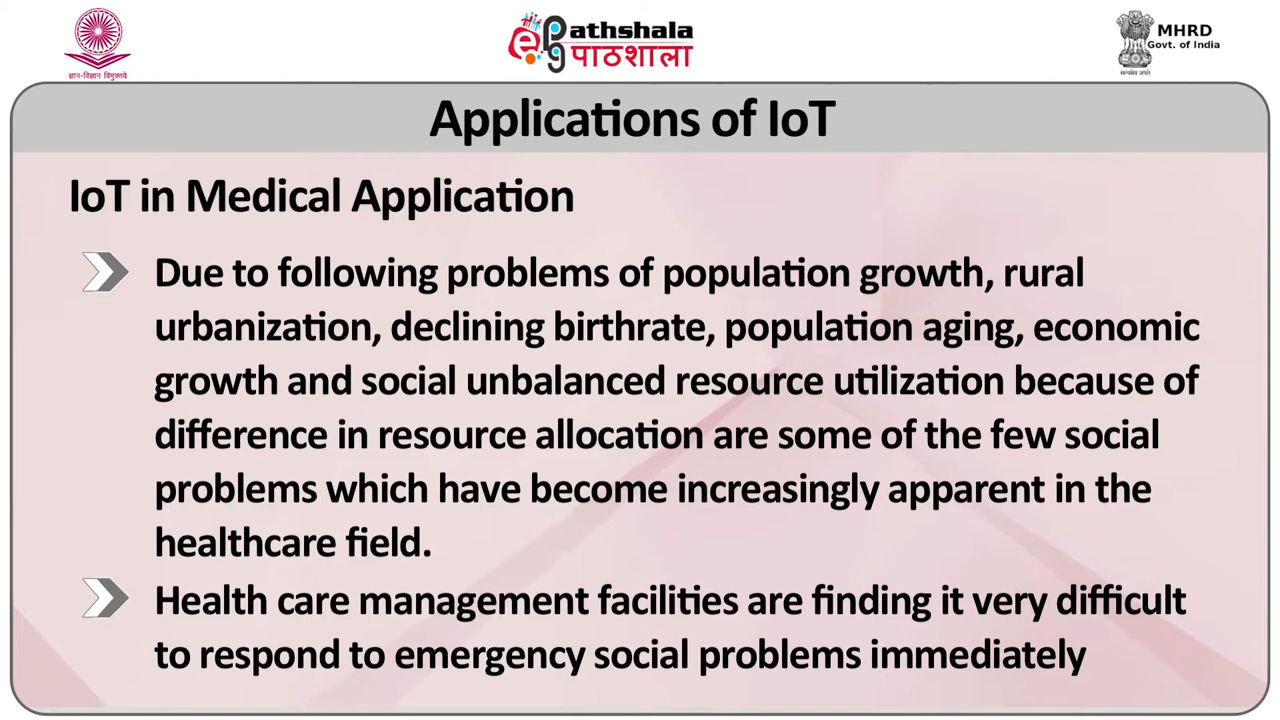 ज्ञान-विज्ञान विमुक्तये
Pathshala
पाठशाला
MHRD
Govt. of India
सत्यमेव जयते
Applications of IoT
IoT in Medical Application
Due to following problems of population growth, rural
urbanization, declining birthrate, population aging, economic
growth and social unbalanced resource utilization because of
difference in resource allocation are some of the few social
problems which have become increasingly apparent in the
healthcare field.
Health care management facilities are finding it very difficult
to respond to emergency social problems immediately